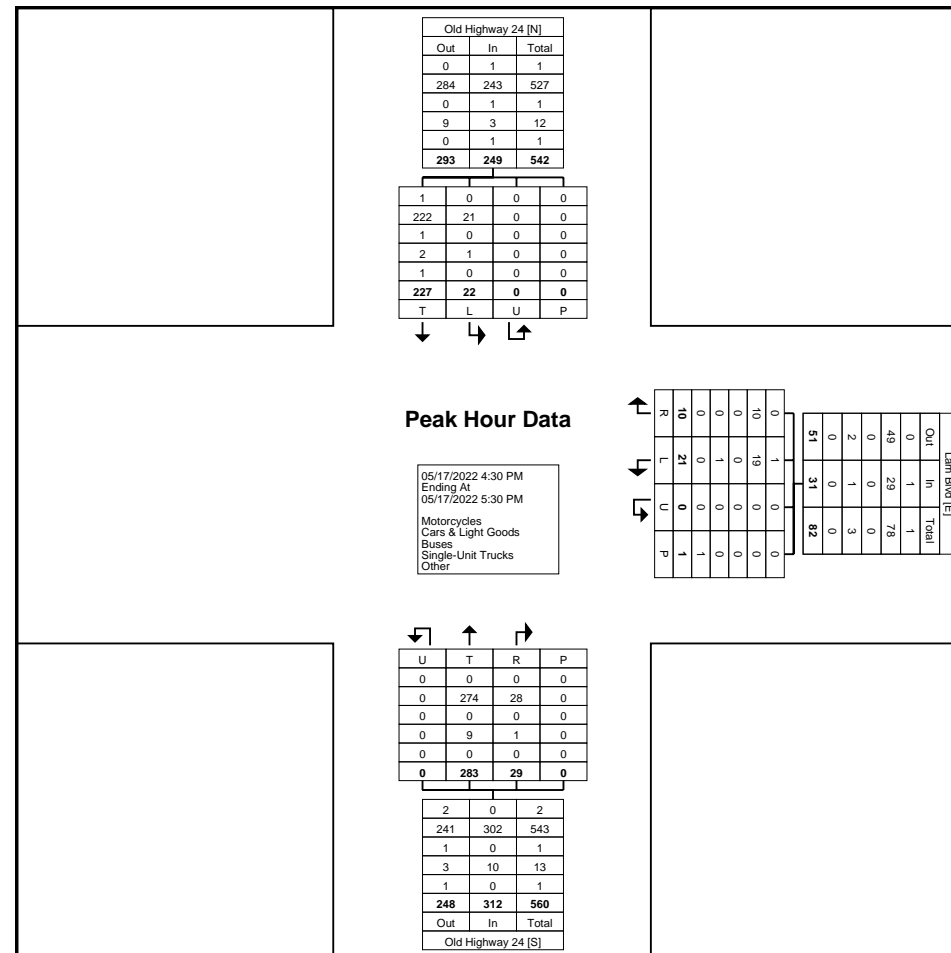 Old Highway 24 [N]
Out In Total
0 1 1
284 243 527
0 1 1
9 3 12
0 1 1
293 249 542
1 0 0 0
222 21 0 0
1 0 0 0
2 1 0 0
1 0 0 0
227 22 0 0
T L U P
Peak Hour Data
05/17/2022 4:30 PM
Ending At
05/17/2022 5:30 PM
Motorcycles
Cars & Light Goods
Buses
Single-Unit Trucks
Other
Blvd [E]
Out In Total
0 1 1
49 29 78
0 0 0
2 1 3
0 0 0
51 31 82
0 1 0 0
10 19 0 0
0 0 0 0
0 1 0 0
0 0 0 1
10 21 0 1
R L U P
U T R P
0 0 0 0
0 274 28 0
0 0 0 0
0 9 1 0
0 0 0 0
0 283 29 0
2 0 2
241 302 543
1 0 1
3 10 13
1 0 1
248 312 560
Out In Total
Old Highway 24 [S]